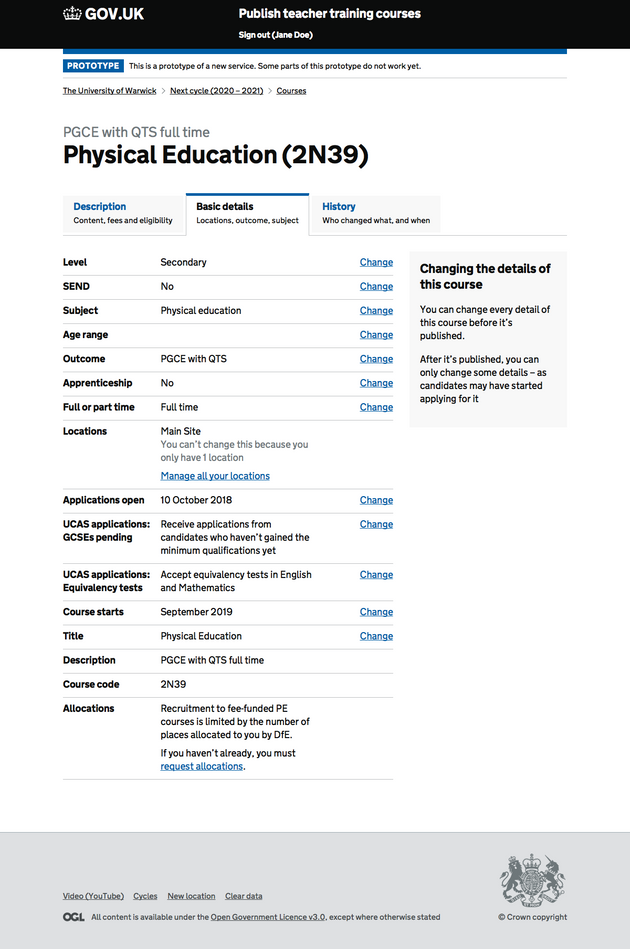 GOV.UK
Publish teacher training courses
Sign out (Jane Doe)
PROTOTYPE This is a prototype of a new service. Some parts of this prototype do not work yet.
The University of Warwick > Next cycle (2020 – 2021) > Courses
PGCE with QTS full time
Physical Education (2N39)
Description
Content, fees and eligibility
Basic details
Locations, outcome, subject
History
Who changed what, and when
Level Secondary Change
SEND No Change
Subject Physical education Change
Age range Change
Outcome PGCE with QTS Change
Apprenticeship No Change
Full or part time Full time Change
Locations Main Site
You can't change this because you
only have 1 location
Manage all your locations
Applications open 10 October 2018 Change
UCAS applications: Receive applications from Change
GCSEs pending candidates who haven't gained the
minimum qualifications yet
UCAS applications: Accept equivalency tests in English Change
Equivalency tests and Mathematics
Course starts September 2019 Change
Title Physical Education Change
Description PGCE with QTS full time
Course code 2N39
Allocations Recruitment to fee-funded PE
courses is limited by the number of
places allocated to you by DfE.
If you haven't already, you must
request allocations.
Changing the details of
this course
You can change every detail of
this course before it's
published.
After it's published, you can
only change some details – as
candidates may have started
applying for it
Video (YouTube) Cycles New location Clear data
OGL All content is available under the Open Government Licence v3.0, except where otherwise stated
© Crown copyright